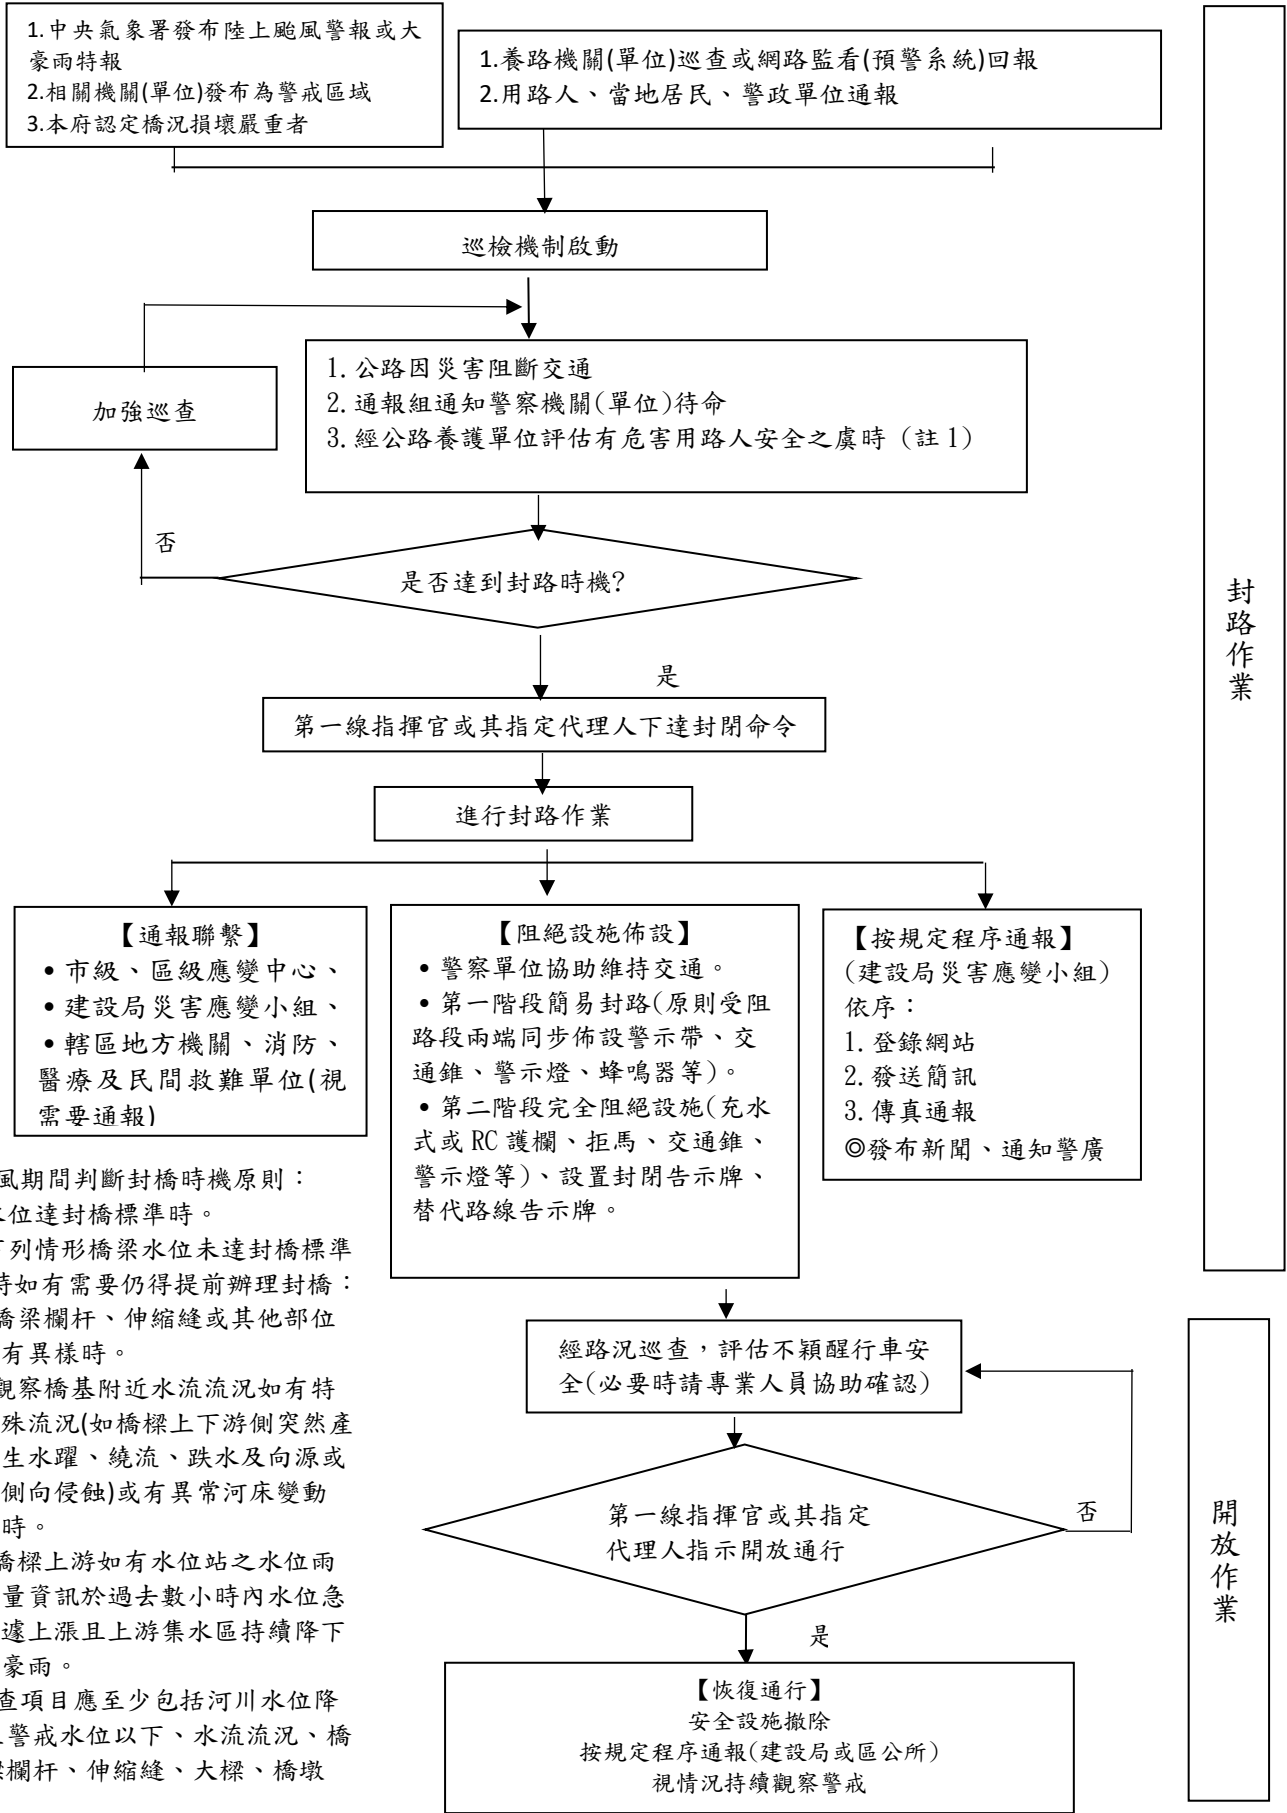 1.中央氣象署發布陸上颱風警報或大
豪雨特報
2.相關機關(單位)發布為警戒區域
3.本府認定橋況損壞嚴重者
1.養路機關(單位)巡查或網路監看(預警系統)回報
2.用路人、當地居民、警政單位通報
巡檢機制啟動
加強巡查
1.公路因災害阻斷交通
2.通報組通知警察機關(單位)待命
3.經公路養護單位評估有危害用路人安全之虞時（註1）
否
是否達到封路時機?
是
第一線指揮官或其指定代理人下達封閉命令
進行封路作業
【通報聯繫】
•市級、區級應變中心、
•建設局災害應變小組、
•轄區地方機關、消防、
醫療及民間救難單位(視
需要通報)
【阻絕設施佈設】
•警察單位協助維持交通。
•第一階段簡易封路(原則受阻
路段兩端同步佈設警示帶、交
通錐、警示燈、蜂鳴器等)。
•第二階段完全阻絕設施(充水
式或RC護欄、拒馬、交通錐、
警示燈等)、設置封閉告示牌、
替代路線告示牌。
【按規定程序通報】
(建設局災害應變小組)
依序：
1.登錄網站
2.發送簡訊
3.傳真通報
◎發布新聞、通知警廣
封路作業
風期間判斷封橋時機原則：
水位達封橋標準時。
下列情形橋梁水位未達封橋標準
時如有需要仍得提前辦理封橋：
橋梁欄杆、伸縮縫或其他部位
有異樣時。
觀察橋基附近水流流況如有特
殊流況(如橋樑上下游側突然產
生水躍、繞流、跌水及向源或
側向侵蝕)或有異常河床變動
時。
橋樑上游如有水位站之水位雨
量資訊於過去數小時內水位急
遽上漲且上游集水區持續降下
豪雨。
查項目應至少包括河川水位降
至警戒水位以下、水流流況、橋
樑欄杆、伸縮縫、大樑、橋墩
經路況巡查，評估不穎醒行車安
全(必要時請專業人員協助確認)
第一線指揮官或其指定
代理人指示開放通行
否
是
【恢復通行】
安全設施撤除
按規定程序通報(建設局或區公所)
視情況持續觀察警戒
開放作業